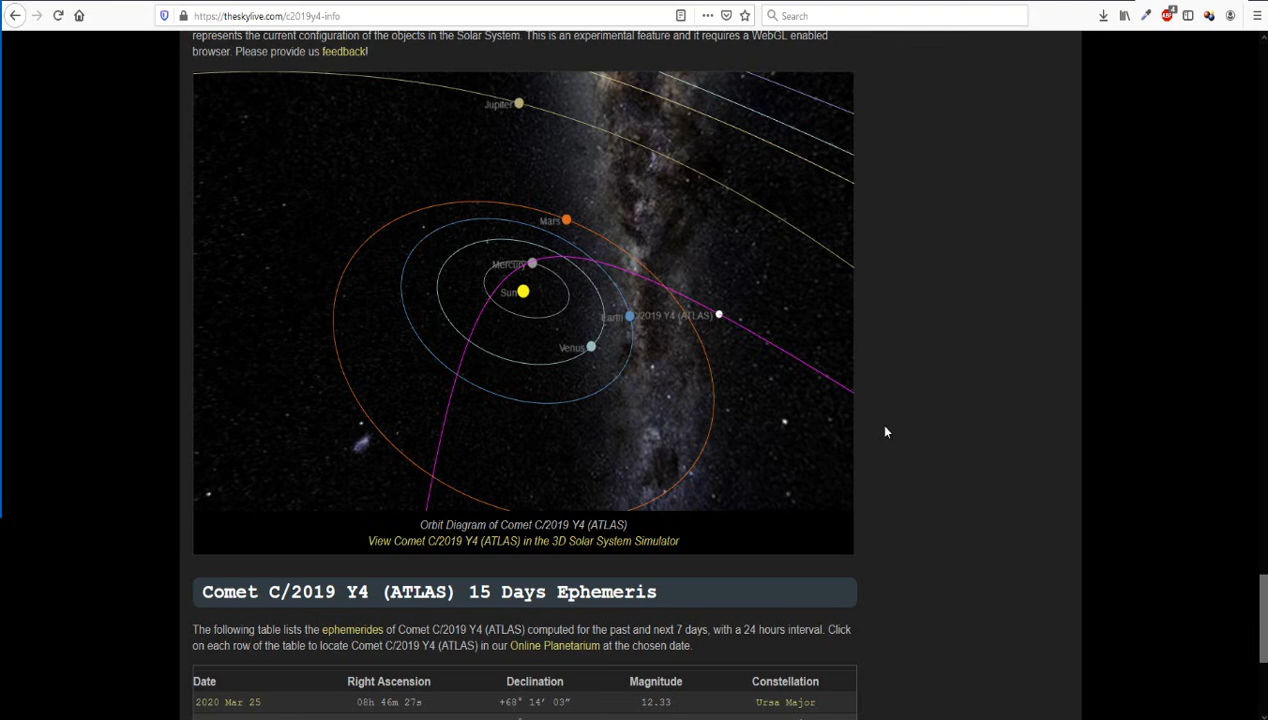 https://theskylive.com/c2019y4-info
Search
4
represents the current configuration of the objects in the Solar System. This is an experimental feature and it requires a WebGL enabled
browser. Please provide us feedback!
Jupiter
Mars
Mercury
Sun
Earth
C/2019 Y4 (ATLAS)
Venus
Orbit Diagram of Comet C/2019 Y4 (ATLAS)
View Comet C/2019 Y4 (ATLAS) in the 3D Solar System Simulator
Comet C/2019 Y4 (ATLAS) 15 Days Ephemeris
The following table lists the ephemerides of Comet C/2019 Y4 (ATLAS) computed for the past and next 7 days, with a 24 hours interval. Click
on each row of the table to locate Comet C/2019 Y4 (ATLAS) in our Online Planetarium at the chosen date.
Date Right Ascension Declination Magnitude Constellation
2020 Mar 25 08h 46m 27s +68° 14' 03" 12.33 Ursa Major